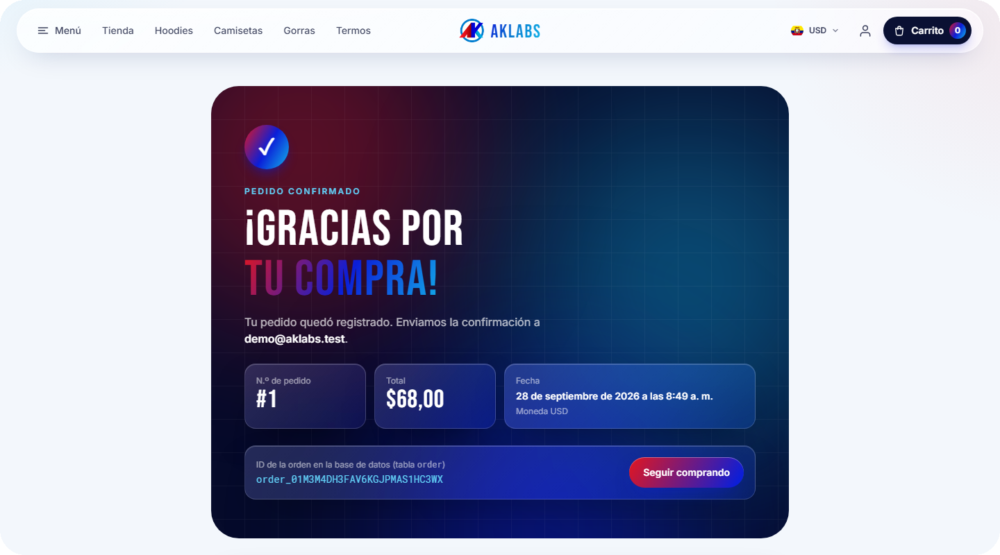 Menú Tienda Hoodies Camisetas Gorras Termos AKLABS USD Carrito 0
PEDIDO CONFIRMADO
¡GRACIAS POR
TU COMPRA!
Tu pedido quedó registrado. Enviamos la confirmación a
demo@aklabs.test.
N.º de pedido
#1
Total
$68,00
Fecha
28 de septiembre de 2026 a las 8:49 a. m.
Moneda USD
ID de la orden en la base de datos (tabla order)
order_01M3M4DH3FAV6KGJPMAS1HC3WX
Seguir comprando